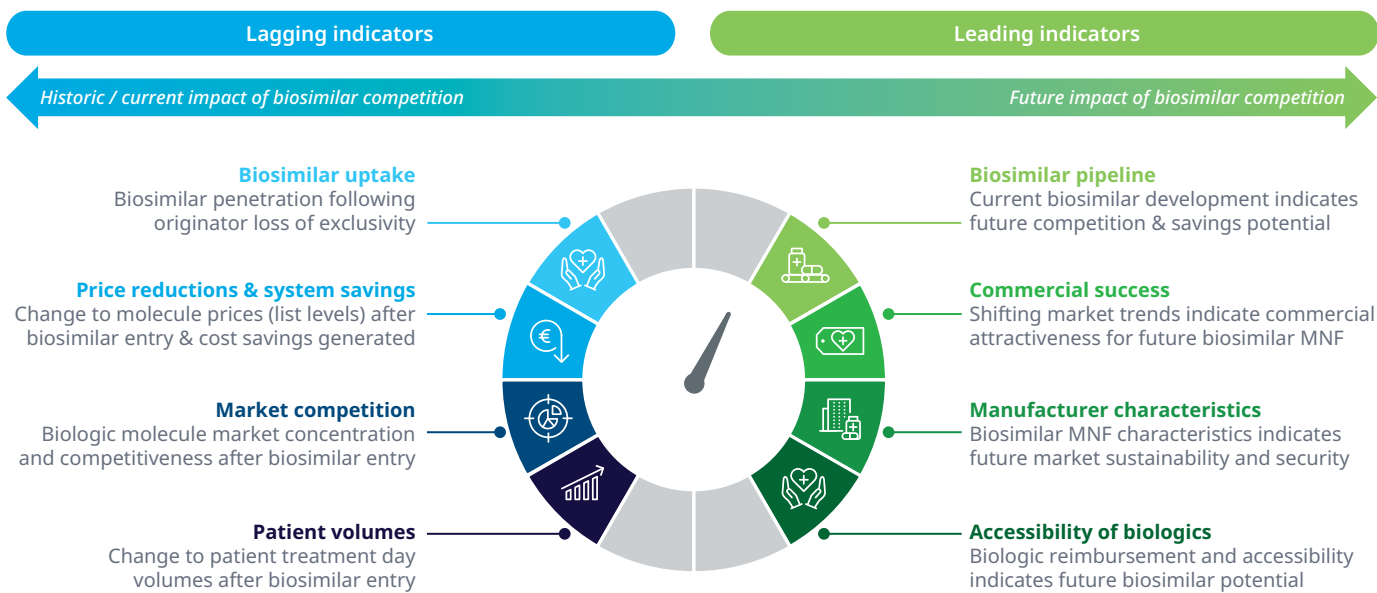 Lagging indicators
Leading indicators
Historic / current impact of biosimilar competition
Future impact of biosimilar competition
Biosimilar uptake
Biosimilar penetration following
originator loss of exclusivity
Price reductions & system savings
Change to molecule prices (list levels) after
biosimilar entry & cost savings generated
€
Market competition
Biologic molecule market concentration
and competitiveness after biosimilar entry
Patient volumes
Change to patient treatment day
volumes after biosimilar entry
Biosimilar pipeline
Current biosimilar development indicates
future competition & savings potential
Commercial success
Shifting market trends indicate commercial
attractiveness for future biosimilar MNF
Manufacturer characteristics
Biosimilar MNF characteristics indicates
future market sustainability and security
Accessibility of biologics
Biologic reimbursement and accessibility
indicates future biosimilar potential